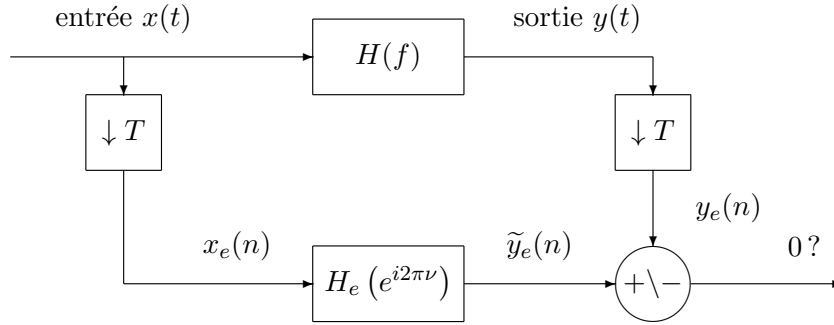 entrée x(t)
sortie y(t)
H(f)
↓ T
↓ T
y_e(n)
x_e(n)
ỹ_e(n)
0 ?
H_e (e^{i2πν})
+\−